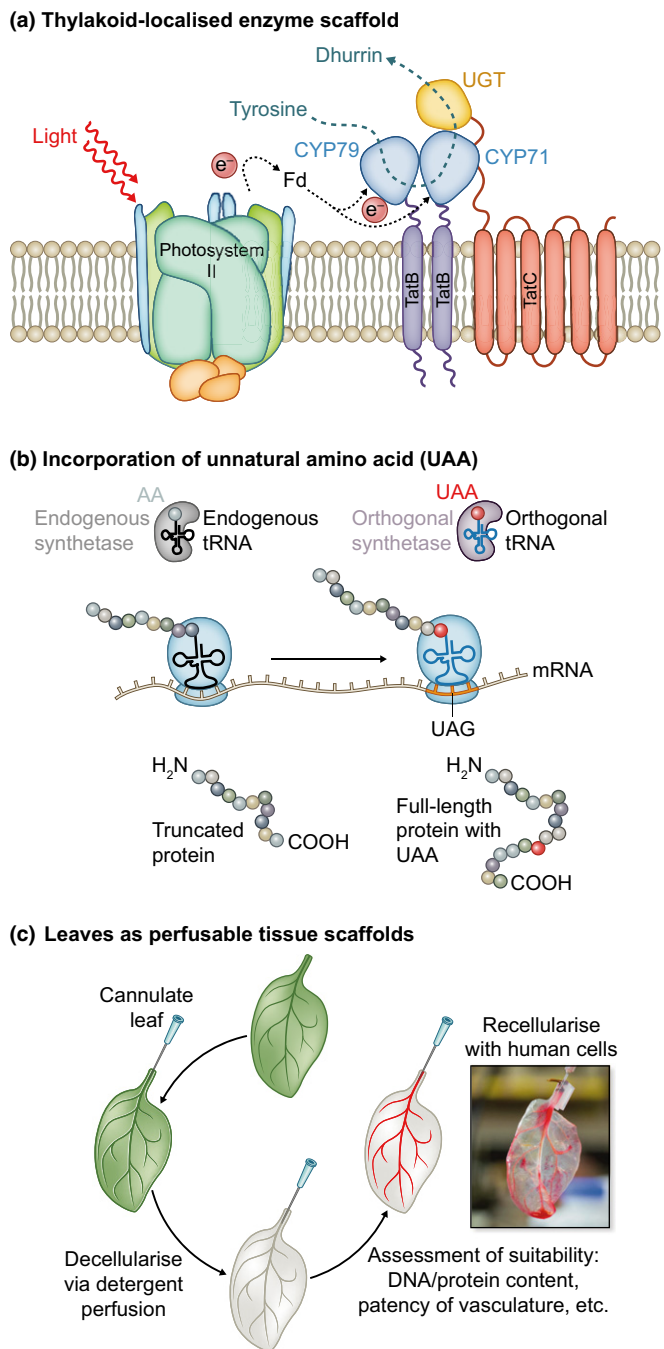 (a) Thylakoid-localised enzyme scaffold
Dhurrin
UGT
Tyrosine
Light
CYP79
CYP71
e–
Fd
e–
Photosystem
II
TatB
TatB
TatC
(b) Incorporation of unnatural amino acid (UAA)
AA
Endogenous
synthetase
Endogenous
tRNA
UAA
Orthogonal
synthetase
Orthogonal
tRNA
mRNA
UAG
H2N
Truncated
protein
COOH
H2N
Full-length
protein with
UAA
COOH
(c) Leaves as perfusable tissue scaffolds
Cannulate
leaf
Recellularise
with human cells
Decellularise
via detergent
perfusion
Assessment of suitability:
DNA/protein content,
patency of vasculature, etc.